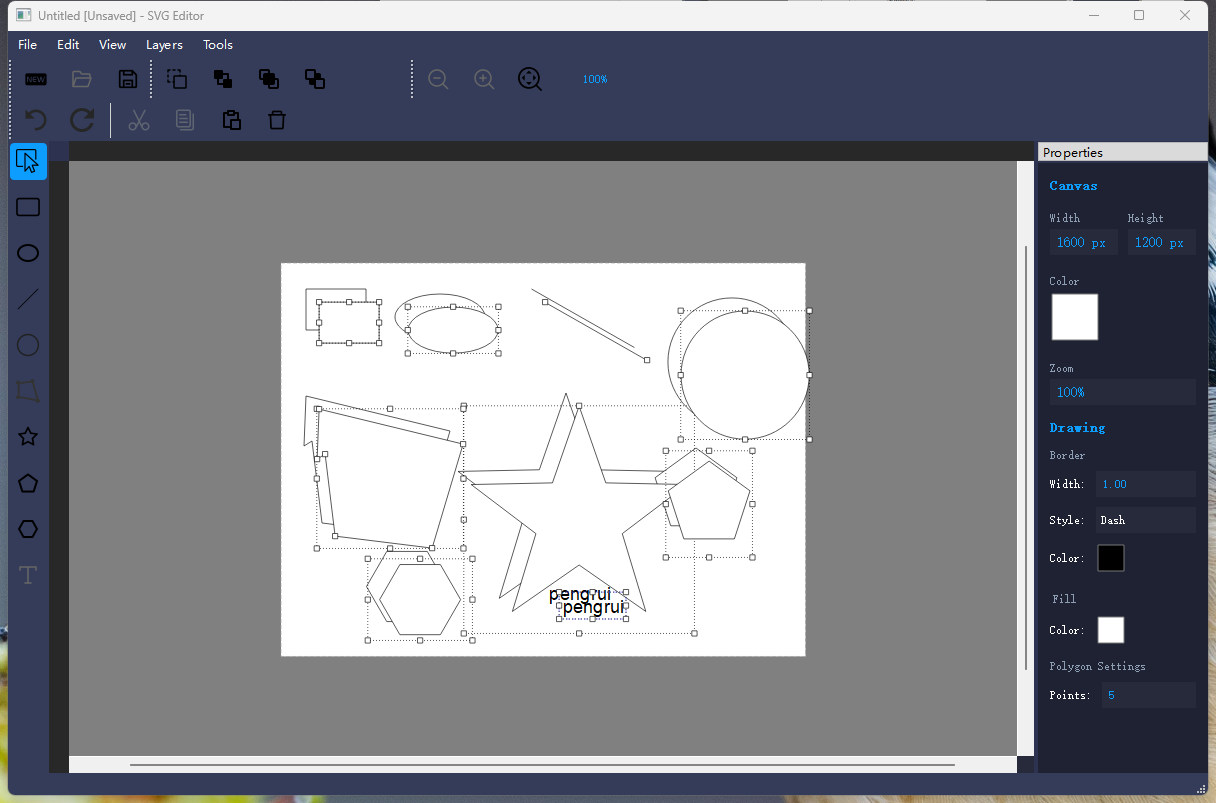 Untitled [Unsaved] - SVG Editor
File Edit View Layers Tools
NEW
100%
Properties
Canvas
Width Height
1600 px 1200 px
Color
Zoom
100%
Drawing
Border
Width: 1.00
Style: Dash
Color:
Fill
Color:
Polygon Settings
Points: 5
T
pengrui
pengrui